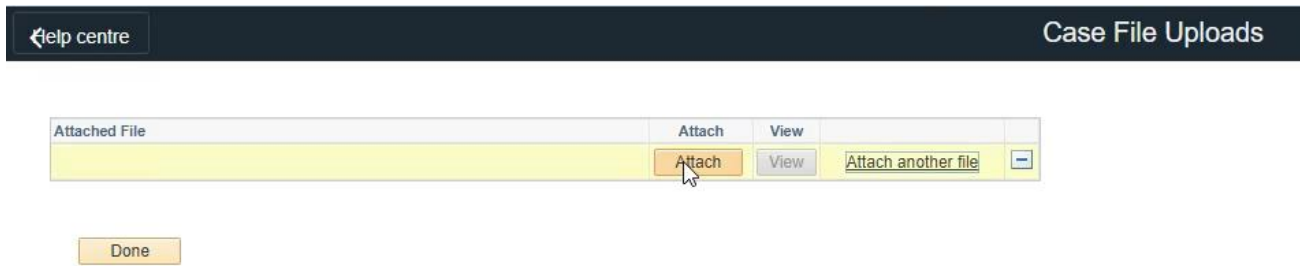 Help centre
Case File Uploads
Attached File Attach View
Attach View Attach another file
Done